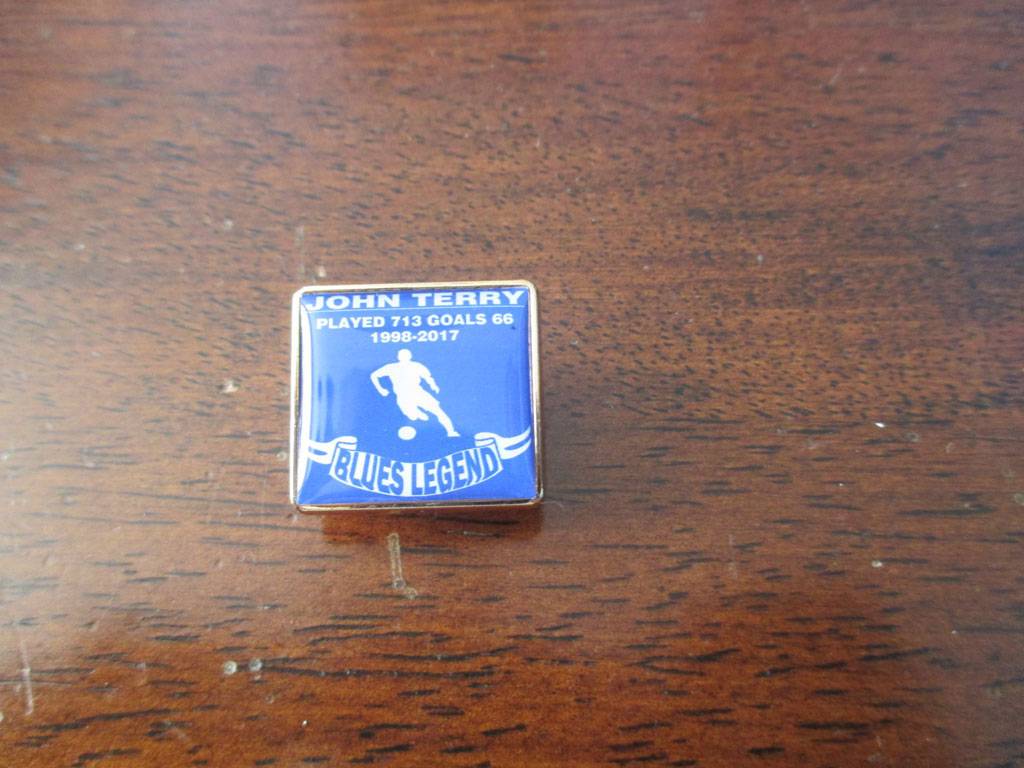 JOHN TERRY
PLAYED 713 GOALS 66
1998-2017
BLUES LEGEND